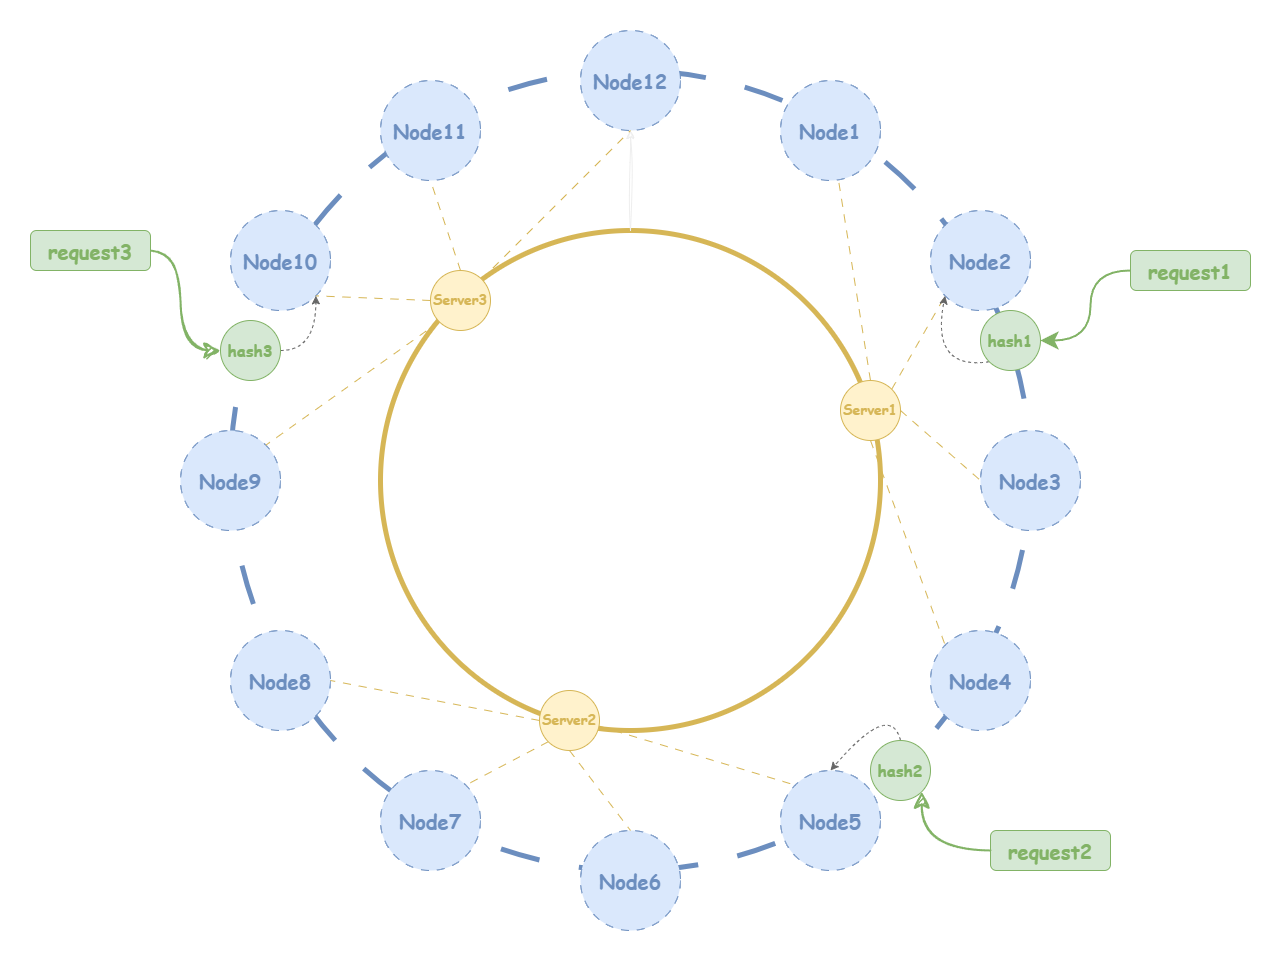 Node12
Node11
Node1
request3
Node10
Node2
request1
Server3
hash1
hash3
Server1
Node9
Node3
Node8
Node4
Server2
hash2
Node7
Node5
request2
Node6